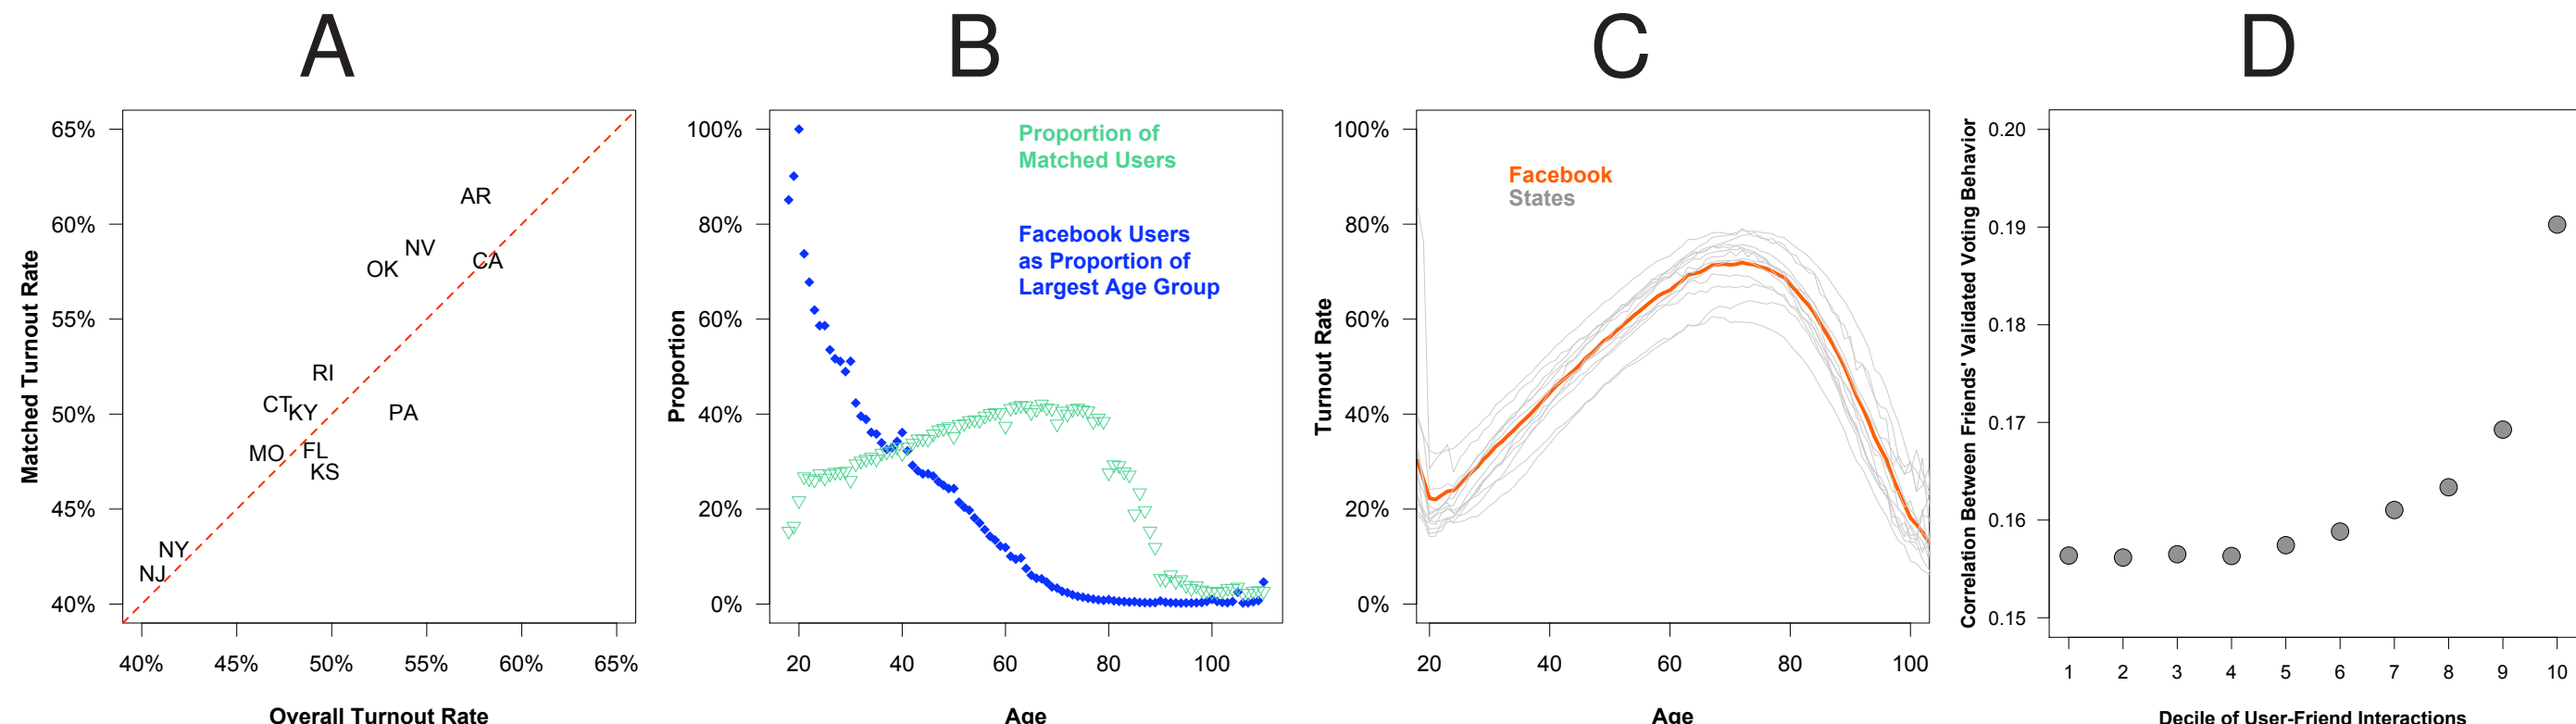 A
B
C
D
Matched Turnout Rate
65%
60%
55%
50%
45%
40%
AR
NV
OK
CA
RI
CT
KY
PA
MO
FL
KS
NY
NJ
40%
45%
50%
55%
60%
65%
Overall Turnout Rate
Proportion
100%
80%
60%
40%
20%
0%
Proportion of
Matched Users
Facebook Users
as Proportion of
Largest Age Group
20
40
60
80
100
Age
Turnout Rate
100%
80%
60%
40%
20%
0%
Facebook
States
20
40
60
80
100
Age
Correlation Between Friends' Validated Voting Behavior
0.20
0.19
0.18
0.17
0.16
0.15
1
2
3
4
5
6
7
8
9
10
Decile of User-Friend Interactions